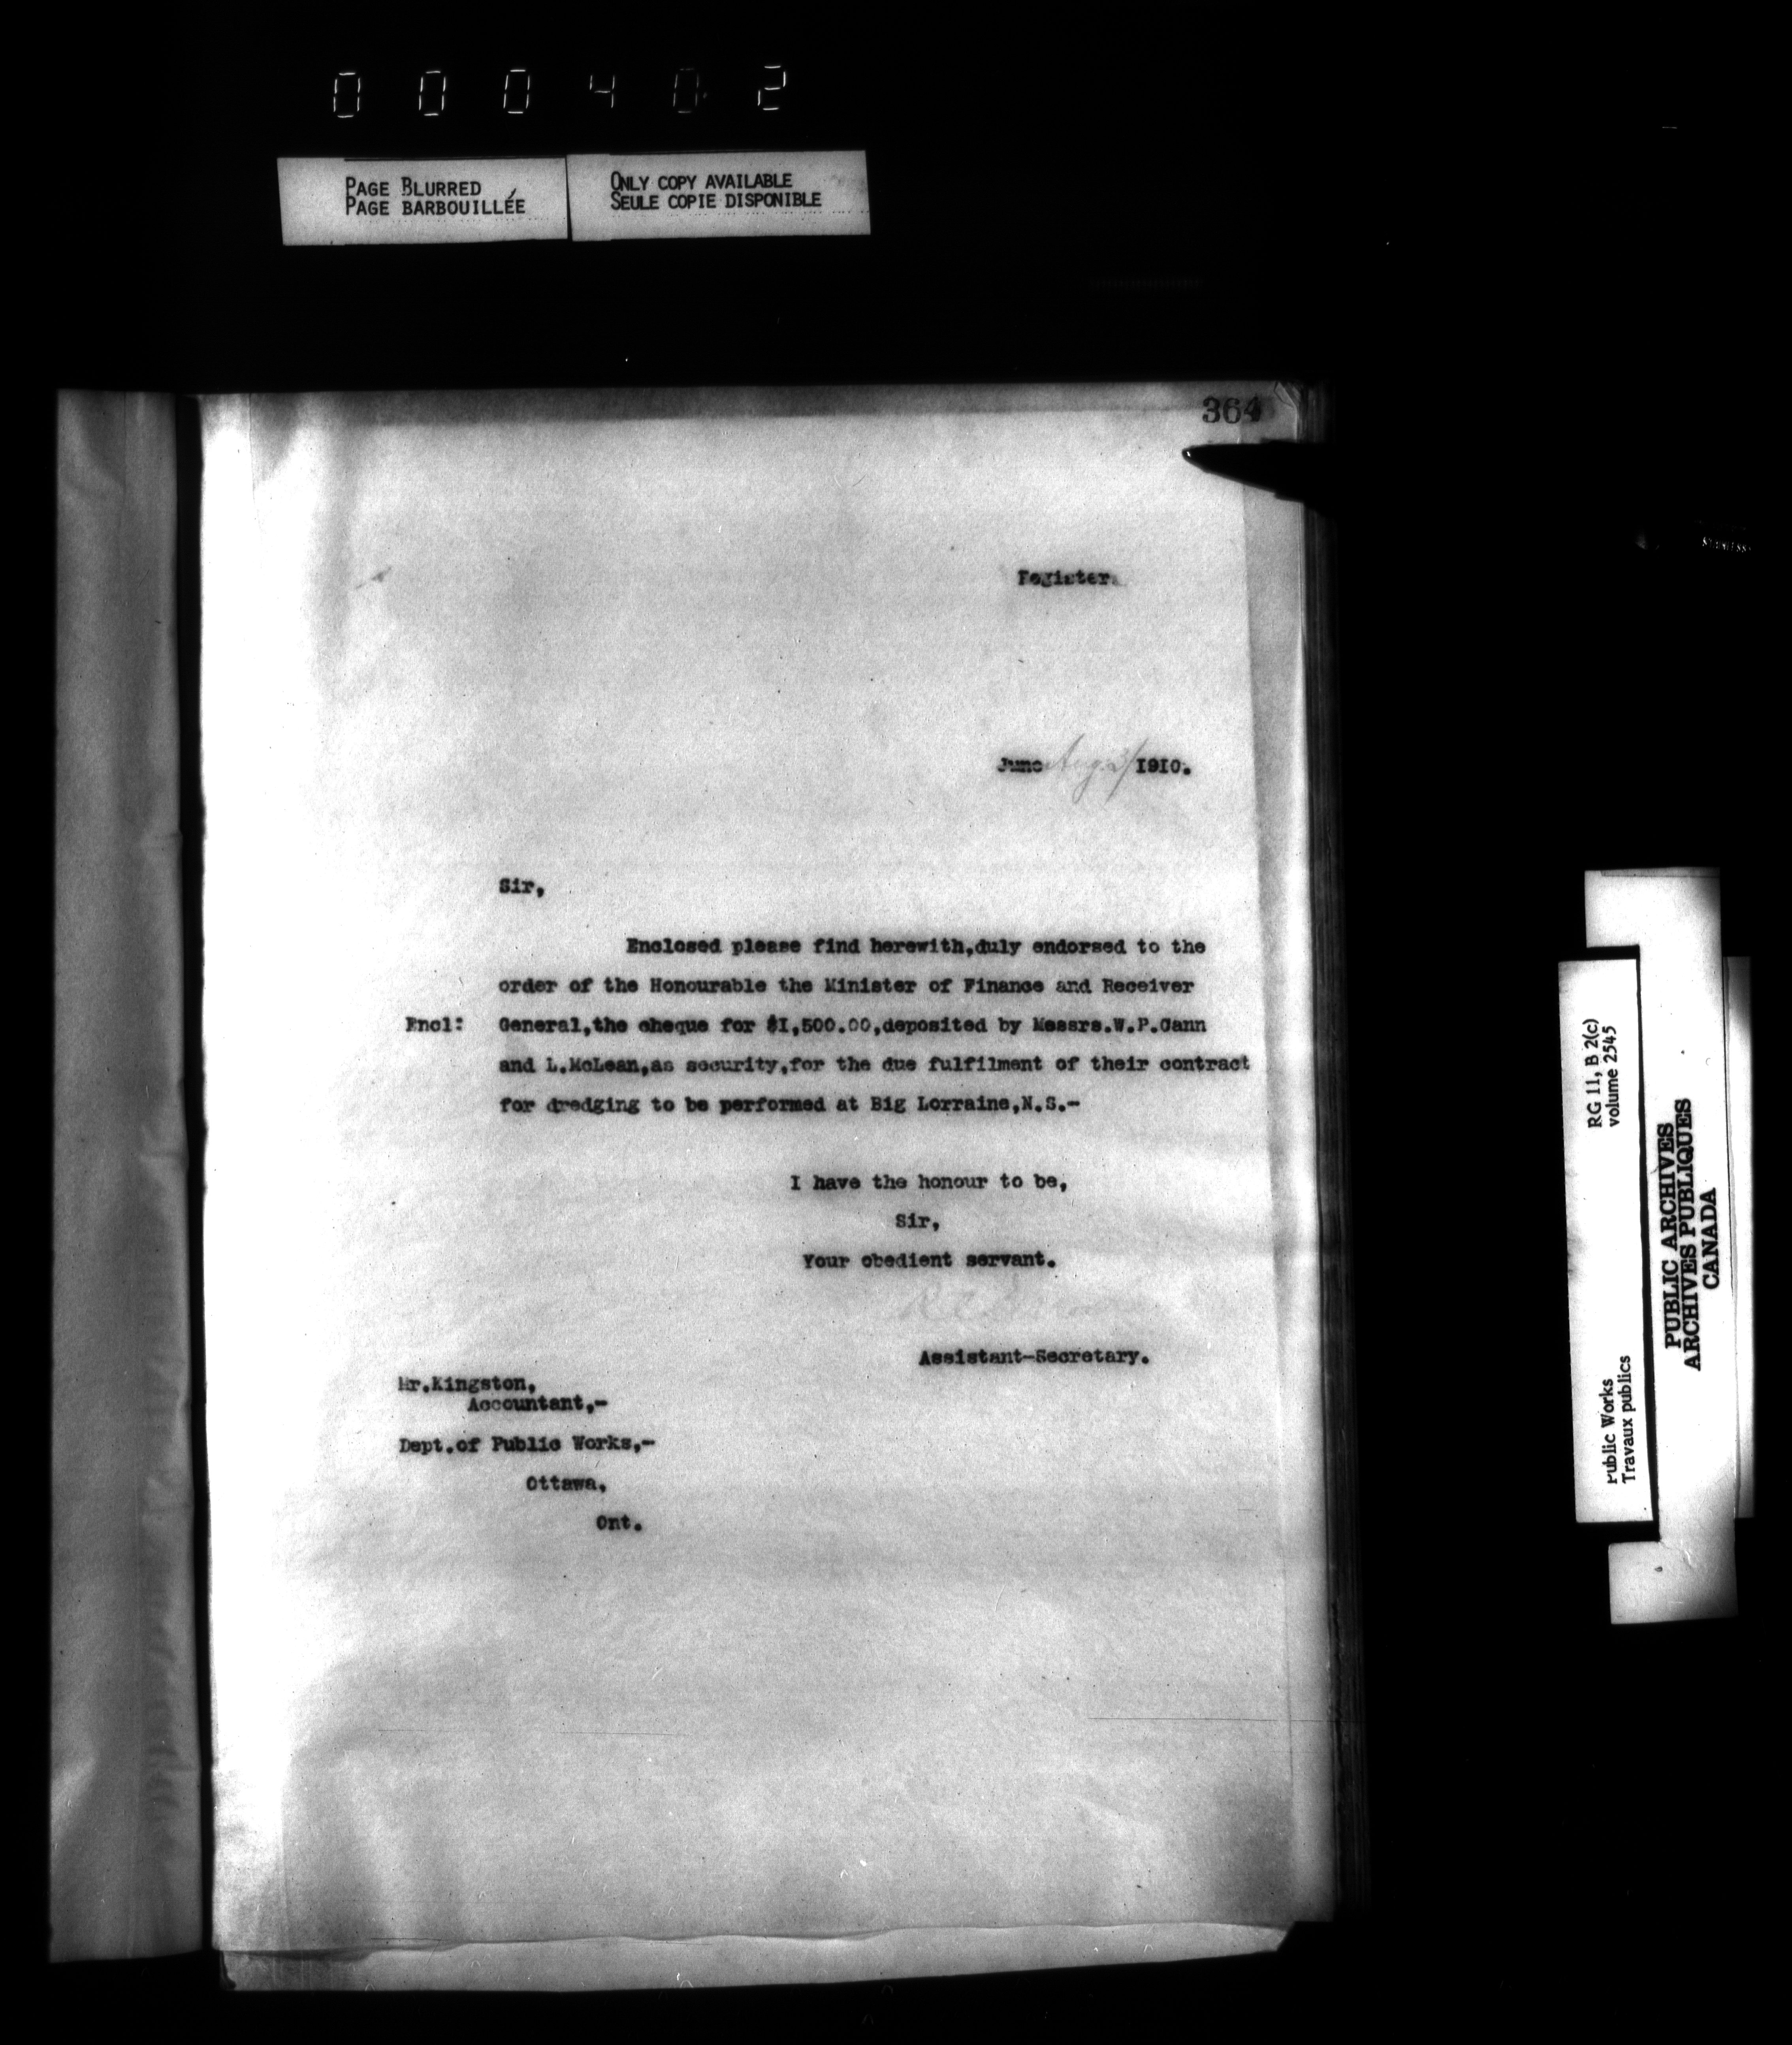 000402
PAGE BLURRED
PAGE BARBOUILLÉE
ONLY COPY AVAILABLE
SEULE COPIE DISPONIBLE
364
Register.
June Aug 3/1910.
Sir,
Enclosed please find herewith,duly endorsed to the
order of the Honourable the Minister of Finance and Receiver
Encl: General,the cheque for $1,500.00,deposited by Messrs.W.P.Cann
and L.McLean,as security,for the due fulfilment of their contract
for dredging to be performed at Big Lorraine,N.S.-
I have the honour to be,
Sir,
Your obedient servant.
Assistant-Secretary.
Mr.Kingston,
Accountant,-
Dept.of Public Works,-
Ottawa,
Ont.
RG 11, B 2(c)
volume 2545
Public Works
Travaux publics
PUBLIC ARCHIVES
ARCHIVES PUBLIQUES
CANADA